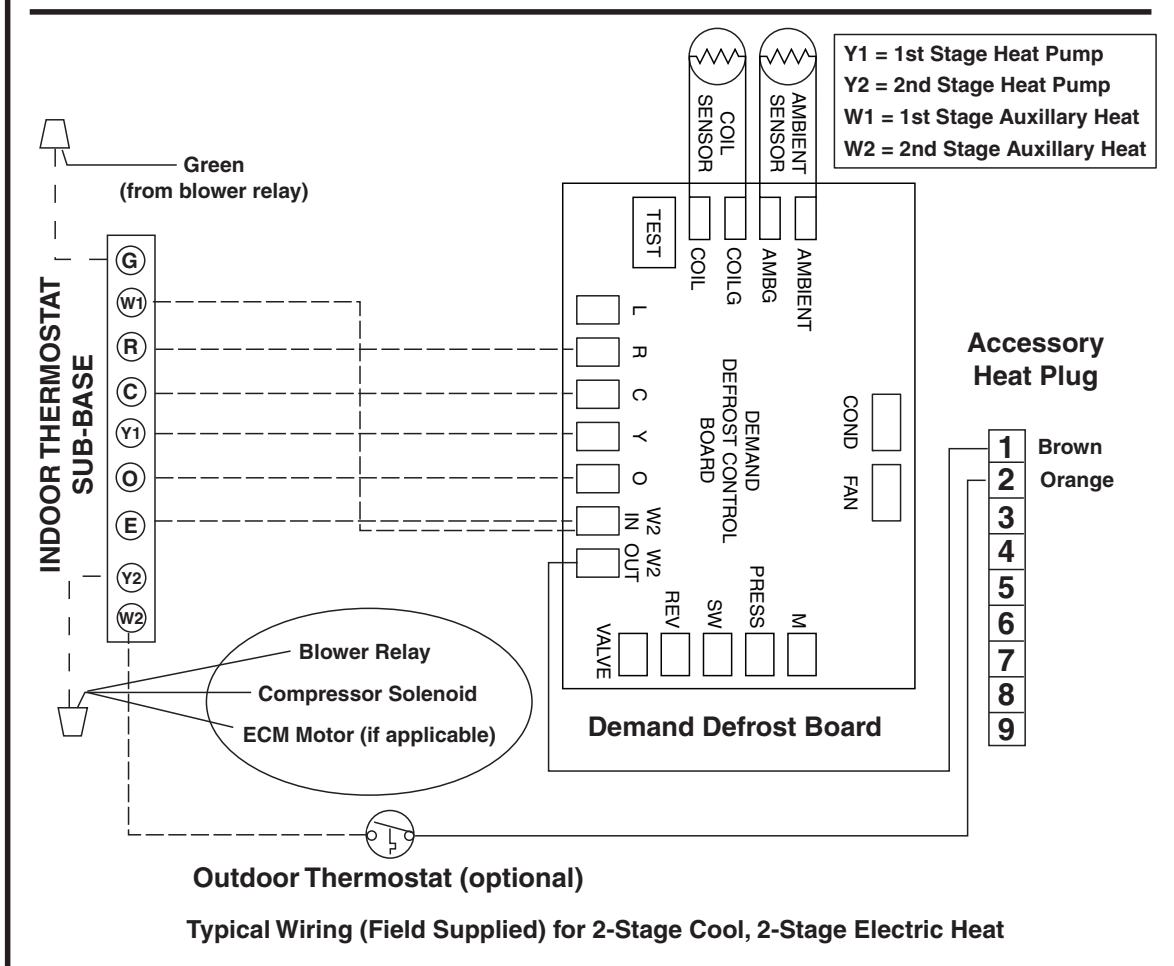 Y1 = 1st Stage Heat Pump
Y2 = 2nd Stage Heat Pump
W1 = 1st Stage Auxillary Heat
W2 = 2nd Stage Auxillary Heat
COIL
SENSOR
AMBIENT
SENSOR
Green
(from blower relay)
INDOOR THERMOSTAT
SUB-BASE
G
W1
R
C
Y1
O
E
Y2
W2
TEST
COIL
COILG
AMBG
AMBIENT
L
R
C
Y
O
W2
IN
W2
OUT
DEMAND
DEFROST CONTROL
BOARD
COND
FAN
VALVE
REV
SW
PRESS
M
Demand Defrost Board
Accessory
Heat Plug
1 Brown
2 Orange
3
4
5
6
7
8
9
Blower Relay
Compressor Solenoid
ECM Motor (if applicable)
Outdoor Thermostat (optional)
Typical Wiring (Field Supplied) for 2-Stage Cool, 2-Stage Electric Heat